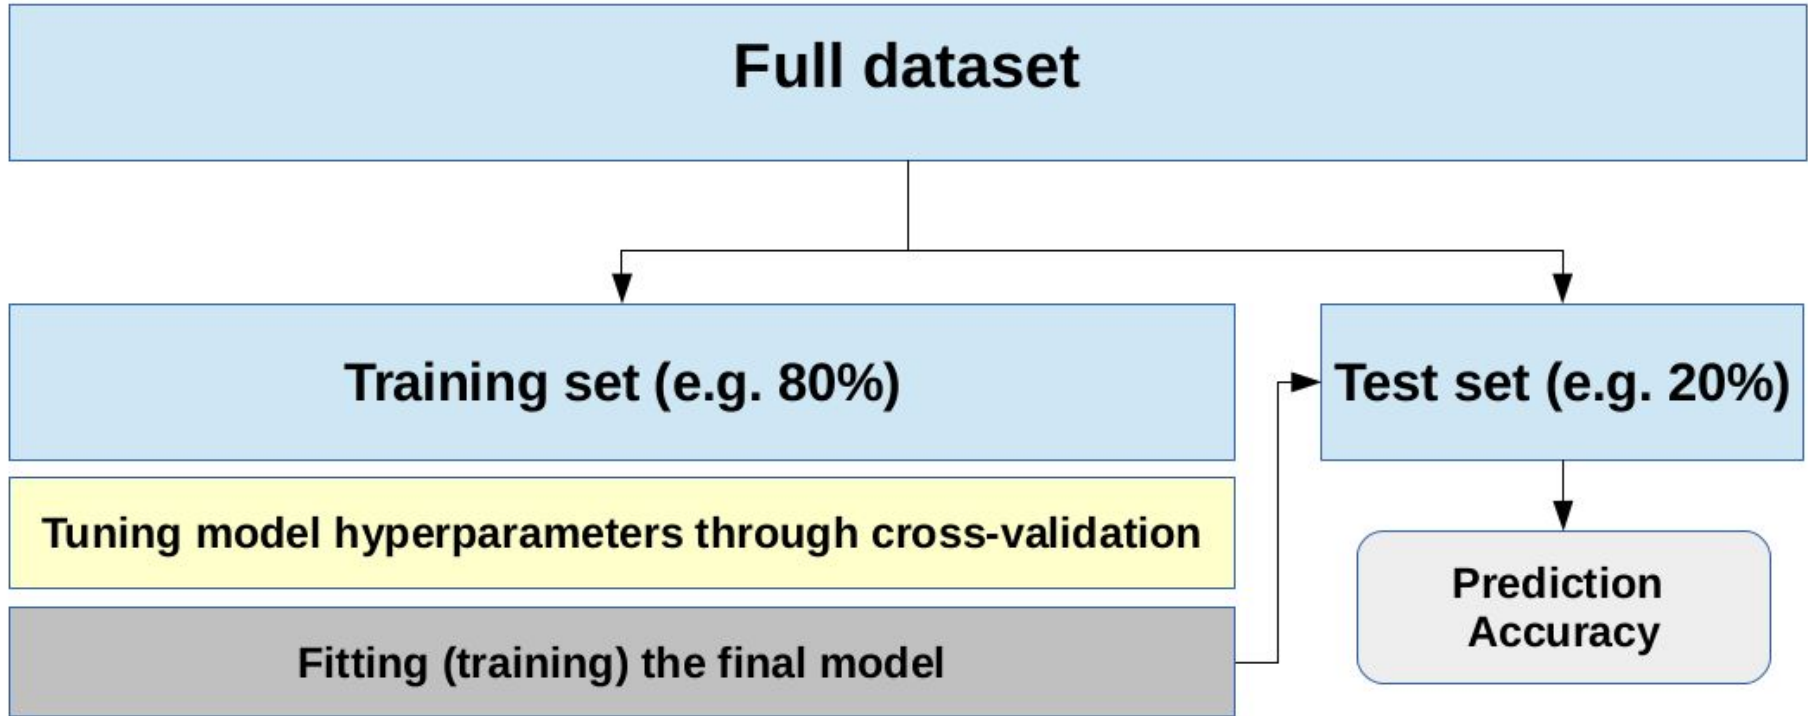 Full dataset
Training set (e.g. 80%)
Test set (e.g. 20%)
Tuning model hyperparameters through cross-validation
Fitting (training) the final model
Prediction
Accuracy